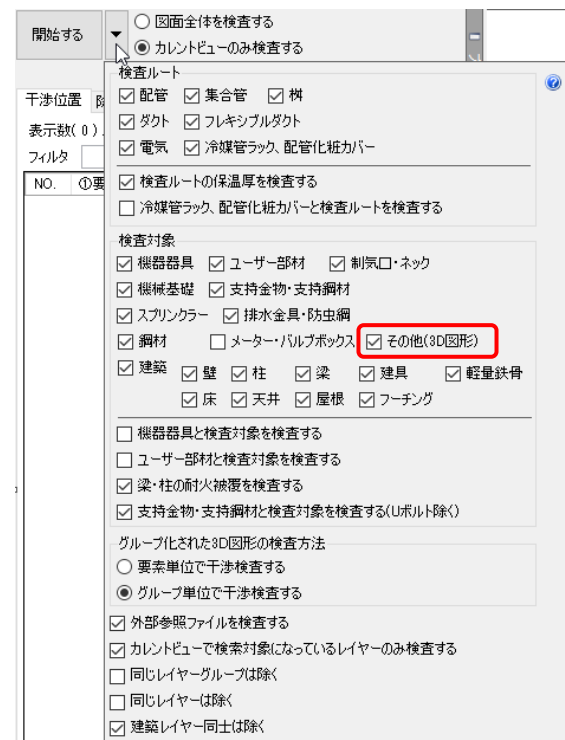 開始する
図面全体を検査する
カレントビューのみ検査する
干渉位置
表示数( 0 )
フィルタ
NO. ①要
検査ルート
配管 集合管 桝
ダクト フレキシブルダクト
電気 冷媒管ラック、配管化粧カバー
検査ルートの保温厚を検査する
冷媒管ラック、配管化粧カバーと検査ルートを検査する
検査対象
機器器具 ユーザー部材 制気口・ネック
機械基礎 支持金物・支持鋼材
スプリンクラー 排水金具・防虫網
鋼材 メーター・バルブボックス その他(3D図形)
建築 壁 柱 梁 建具 軽量鉄骨
床 天井 屋根 フーチング
機器器具と検査対象を検査する
ユーザー部材と検査対象を検査する
梁・柱の耐火被覆を検査する
支持金物・支持鋼材と検査対象を検査する(Uボルト除く)
グループ化された3D図形の検査方法
要素単位で干渉検査する
グループ単位で干渉検査する
外部参照ファイルを検査する
カレントビューで検索対象になっているレイヤーのみ検査する
同じレイヤーグループは除く
同じレイヤーは除く
建築レイヤー同士は除く